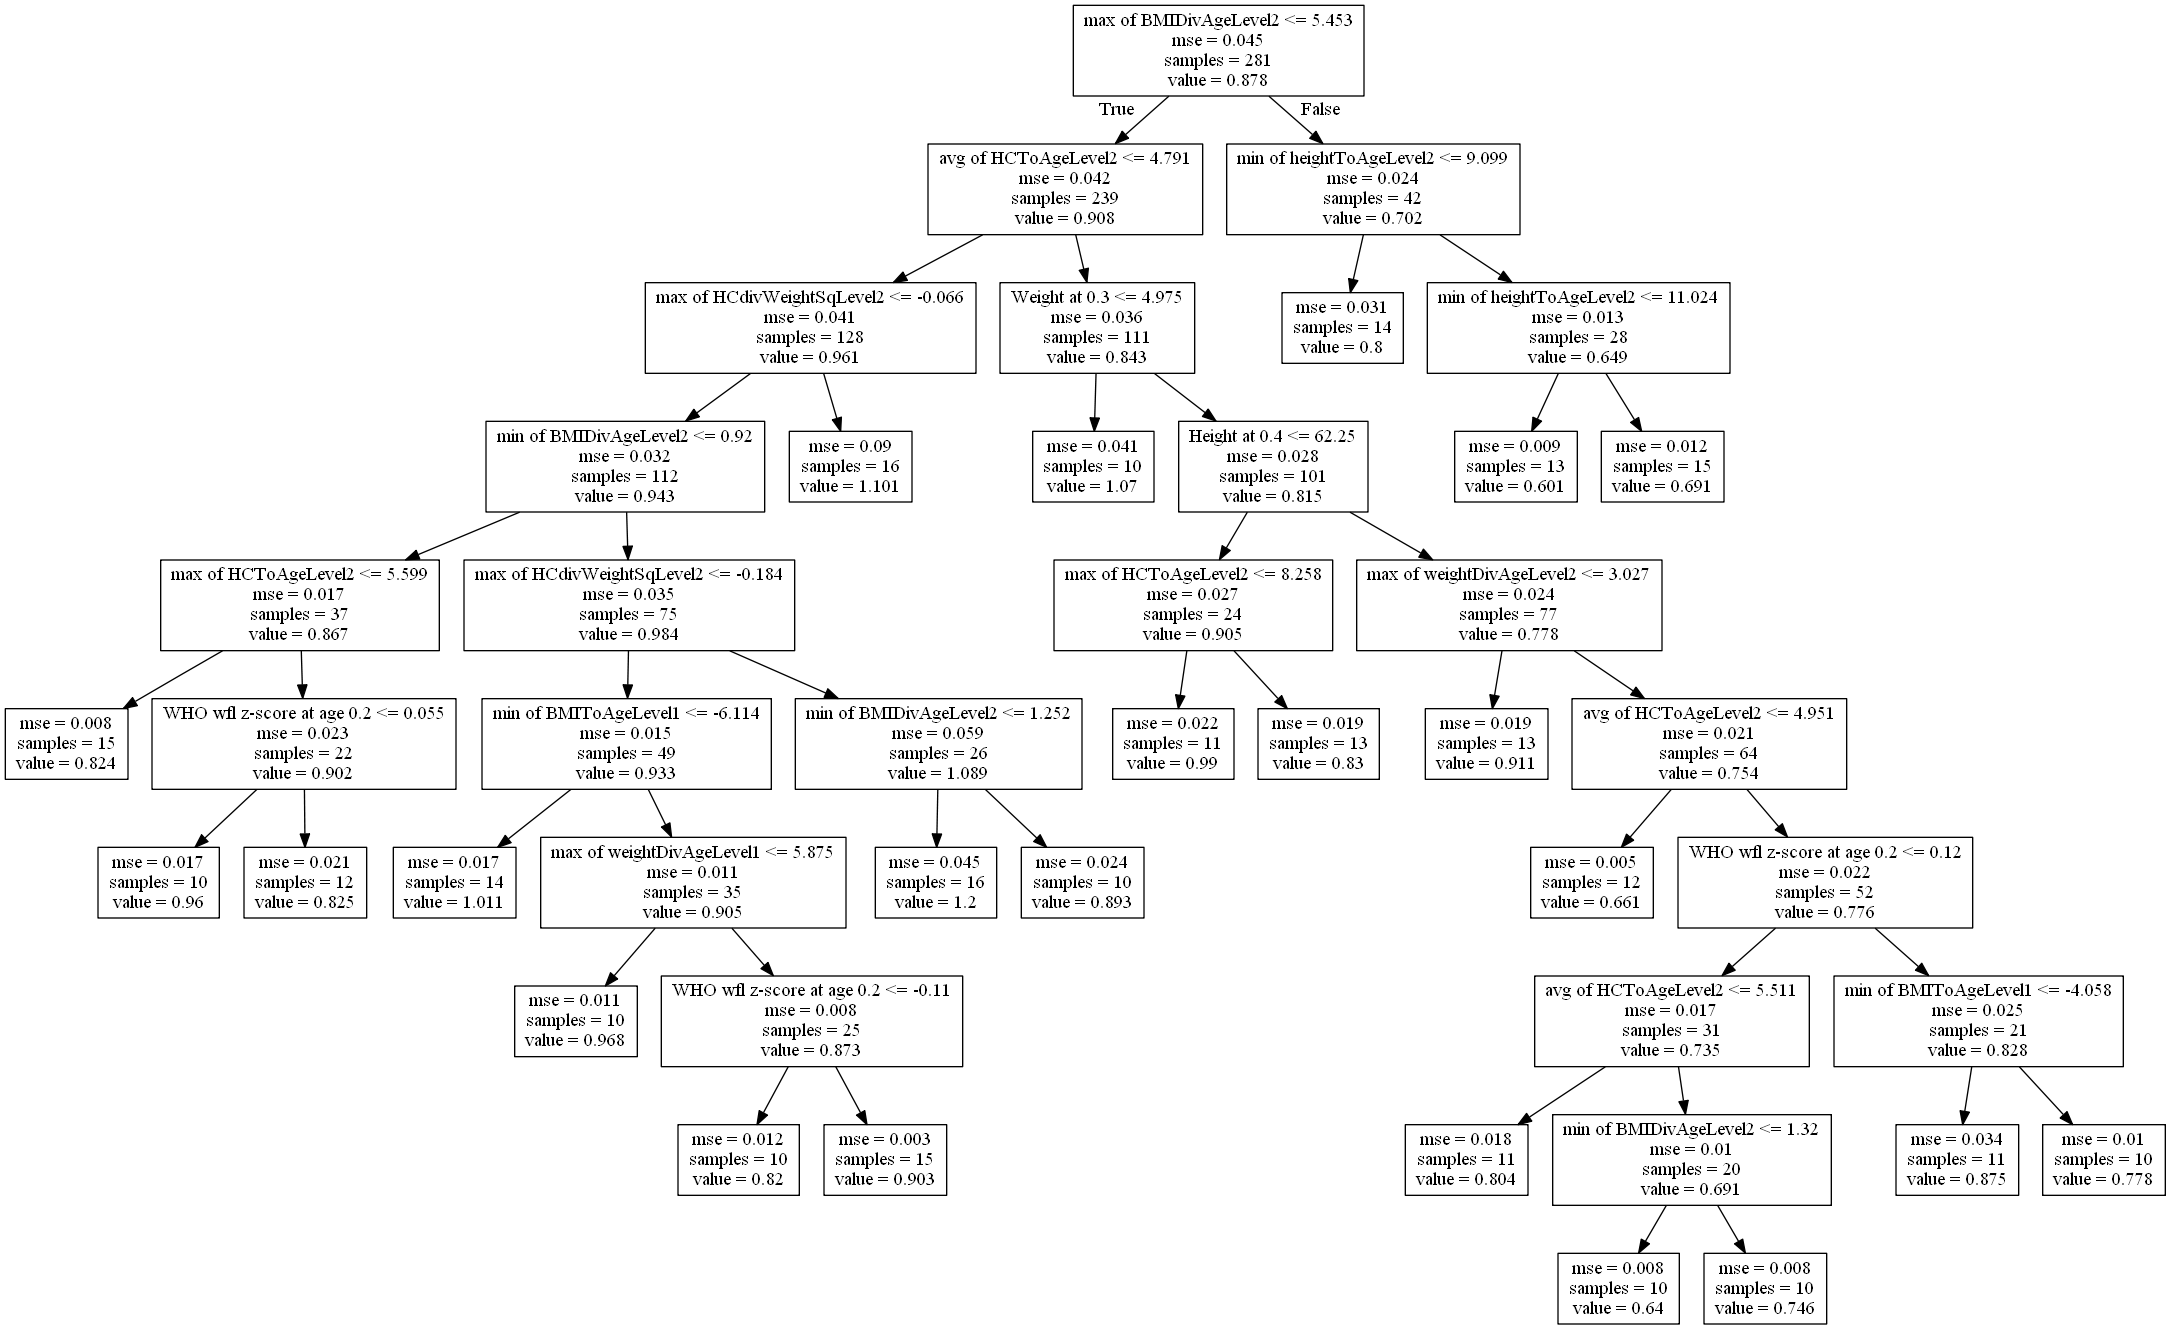 max of BMIDivAgeLevel2 <= 5.453
mse = 0.045
samples = 281
value = 0.878
True
False
avg of HCToAgeLevel2 <= 4.791
mse = 0.042
samples = 239
value = 0.908
min of heightToAgeLevel2 <= 9.099
mse = 0.024
samples = 42
value = 0.702
max of HCdivWeightSqLevel2 <= -0.066
mse = 0.041
samples = 128
value = 0.961
Weight at 0.3 <= 4.975
mse = 0.036
samples = 111
value = 0.843
mse = 0.031
samples = 14
value = 0.8
min of heightToAgeLevel2 <= 11.024
mse = 0.013
samples = 28
value = 0.649
min of BMIDivAgeLevel2 <= 0.92
mse = 0.032
samples = 112
value = 0.943
mse = 0.09
samples = 16
value = 1.101
mse = 0.041
samples = 10
value = 1.07
Height at 0.4 <= 62.25
mse = 0.028
samples = 101
value = 0.815
mse = 0.009
samples = 13
value = 0.601
mse = 0.012
samples = 15
value = 0.691
max of HCToAgeLevel2 <= 5.599
mse = 0.017
samples = 37
value = 0.867
max of HCdivWeightSqLevel2 <= -0.184
mse = 0.035
samples = 75
value = 0.984
max of HCToAgeLevel2 <= 8.258
mse = 0.027
samples = 24
value = 0.905
max of weightDivAgeLevel2 <= 3.027
mse = 0.024
samples = 77
value = 0.778
mse = 0.008
samples = 15
value = 0.824
WHO wfl z-score at age 0.2 <= 0.055
mse = 0.023
samples = 22
value = 0.902
min of BMIToAgeLevel1 <= -6.114
mse = 0.015
samples = 49
value = 0.933
min of BMIDivAgeLevel2 <= 1.252
mse = 0.059
samples = 26
value = 1.089
mse = 0.022
samples = 11
value = 0.99
mse = 0.019
samples = 13
value = 0.83
mse = 0.019
samples = 13
value = 0.911
avg of HCToAgeLevel2 <= 4.951
mse = 0.021
samples = 64
value = 0.754
mse = 0.017
samples = 10
value = 0.96
mse = 0.021
samples = 12
value = 0.825
mse = 0.017
samples = 14
value = 1.011
max of weightDivAgeLevel1 <= 5.875
mse = 0.011
samples = 35
value = 0.905
mse = 0.045
samples = 16
value = 1.2
mse = 0.024
samples = 10
value = 0.893
mse = 0.005
samples = 12
value = 0.661
WHO wfl z-score at age 0.2 <= 0.12
mse = 0.022
samples = 52
value = 0.776
mse = 0.011
samples = 10
value = 0.968
WHO wfl z-score at age 0.2 <= -0.11
mse = 0.008
samples = 25
value = 0.873
avg of HCToAgeLevel2 <= 5.511
mse = 0.017
samples = 31
value = 0.735
min of BMIToAgeLevel1 <= -4.058
mse = 0.025
samples = 21
value = 0.828
mse = 0.012
samples = 10
value = 0.82
mse = 0.003
samples = 15
value = 0.903
mse = 0.018
samples = 11
value = 0.804
min of BMIDivAgeLevel2 <= 1.32
mse = 0.01
samples = 20
value = 0.691
mse = 0.034
samples = 11
value = 0.875
mse = 0.01
samples = 10
value = 0.778
mse = 0.008
samples = 10
value = 0.64
mse = 0.008
samples = 10
value = 0.746